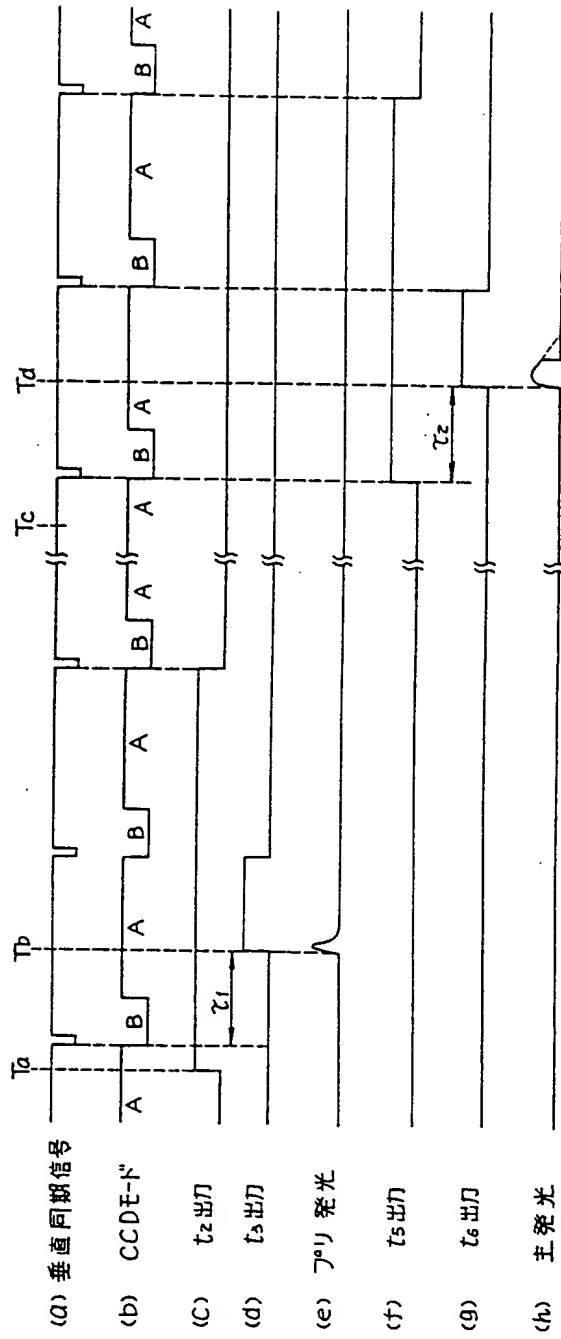 Ta
Tb
Tc
Td
(a) 垂直同期信号
(b) CCDモード
A
B
A
B
A
B
A
A
B
A
B
A
B
A
(c) t2出力
(d) t3出力
τ1
(e) プリ発光
(f) t5出力
(g) t6出力
τ2
(h) 主発光